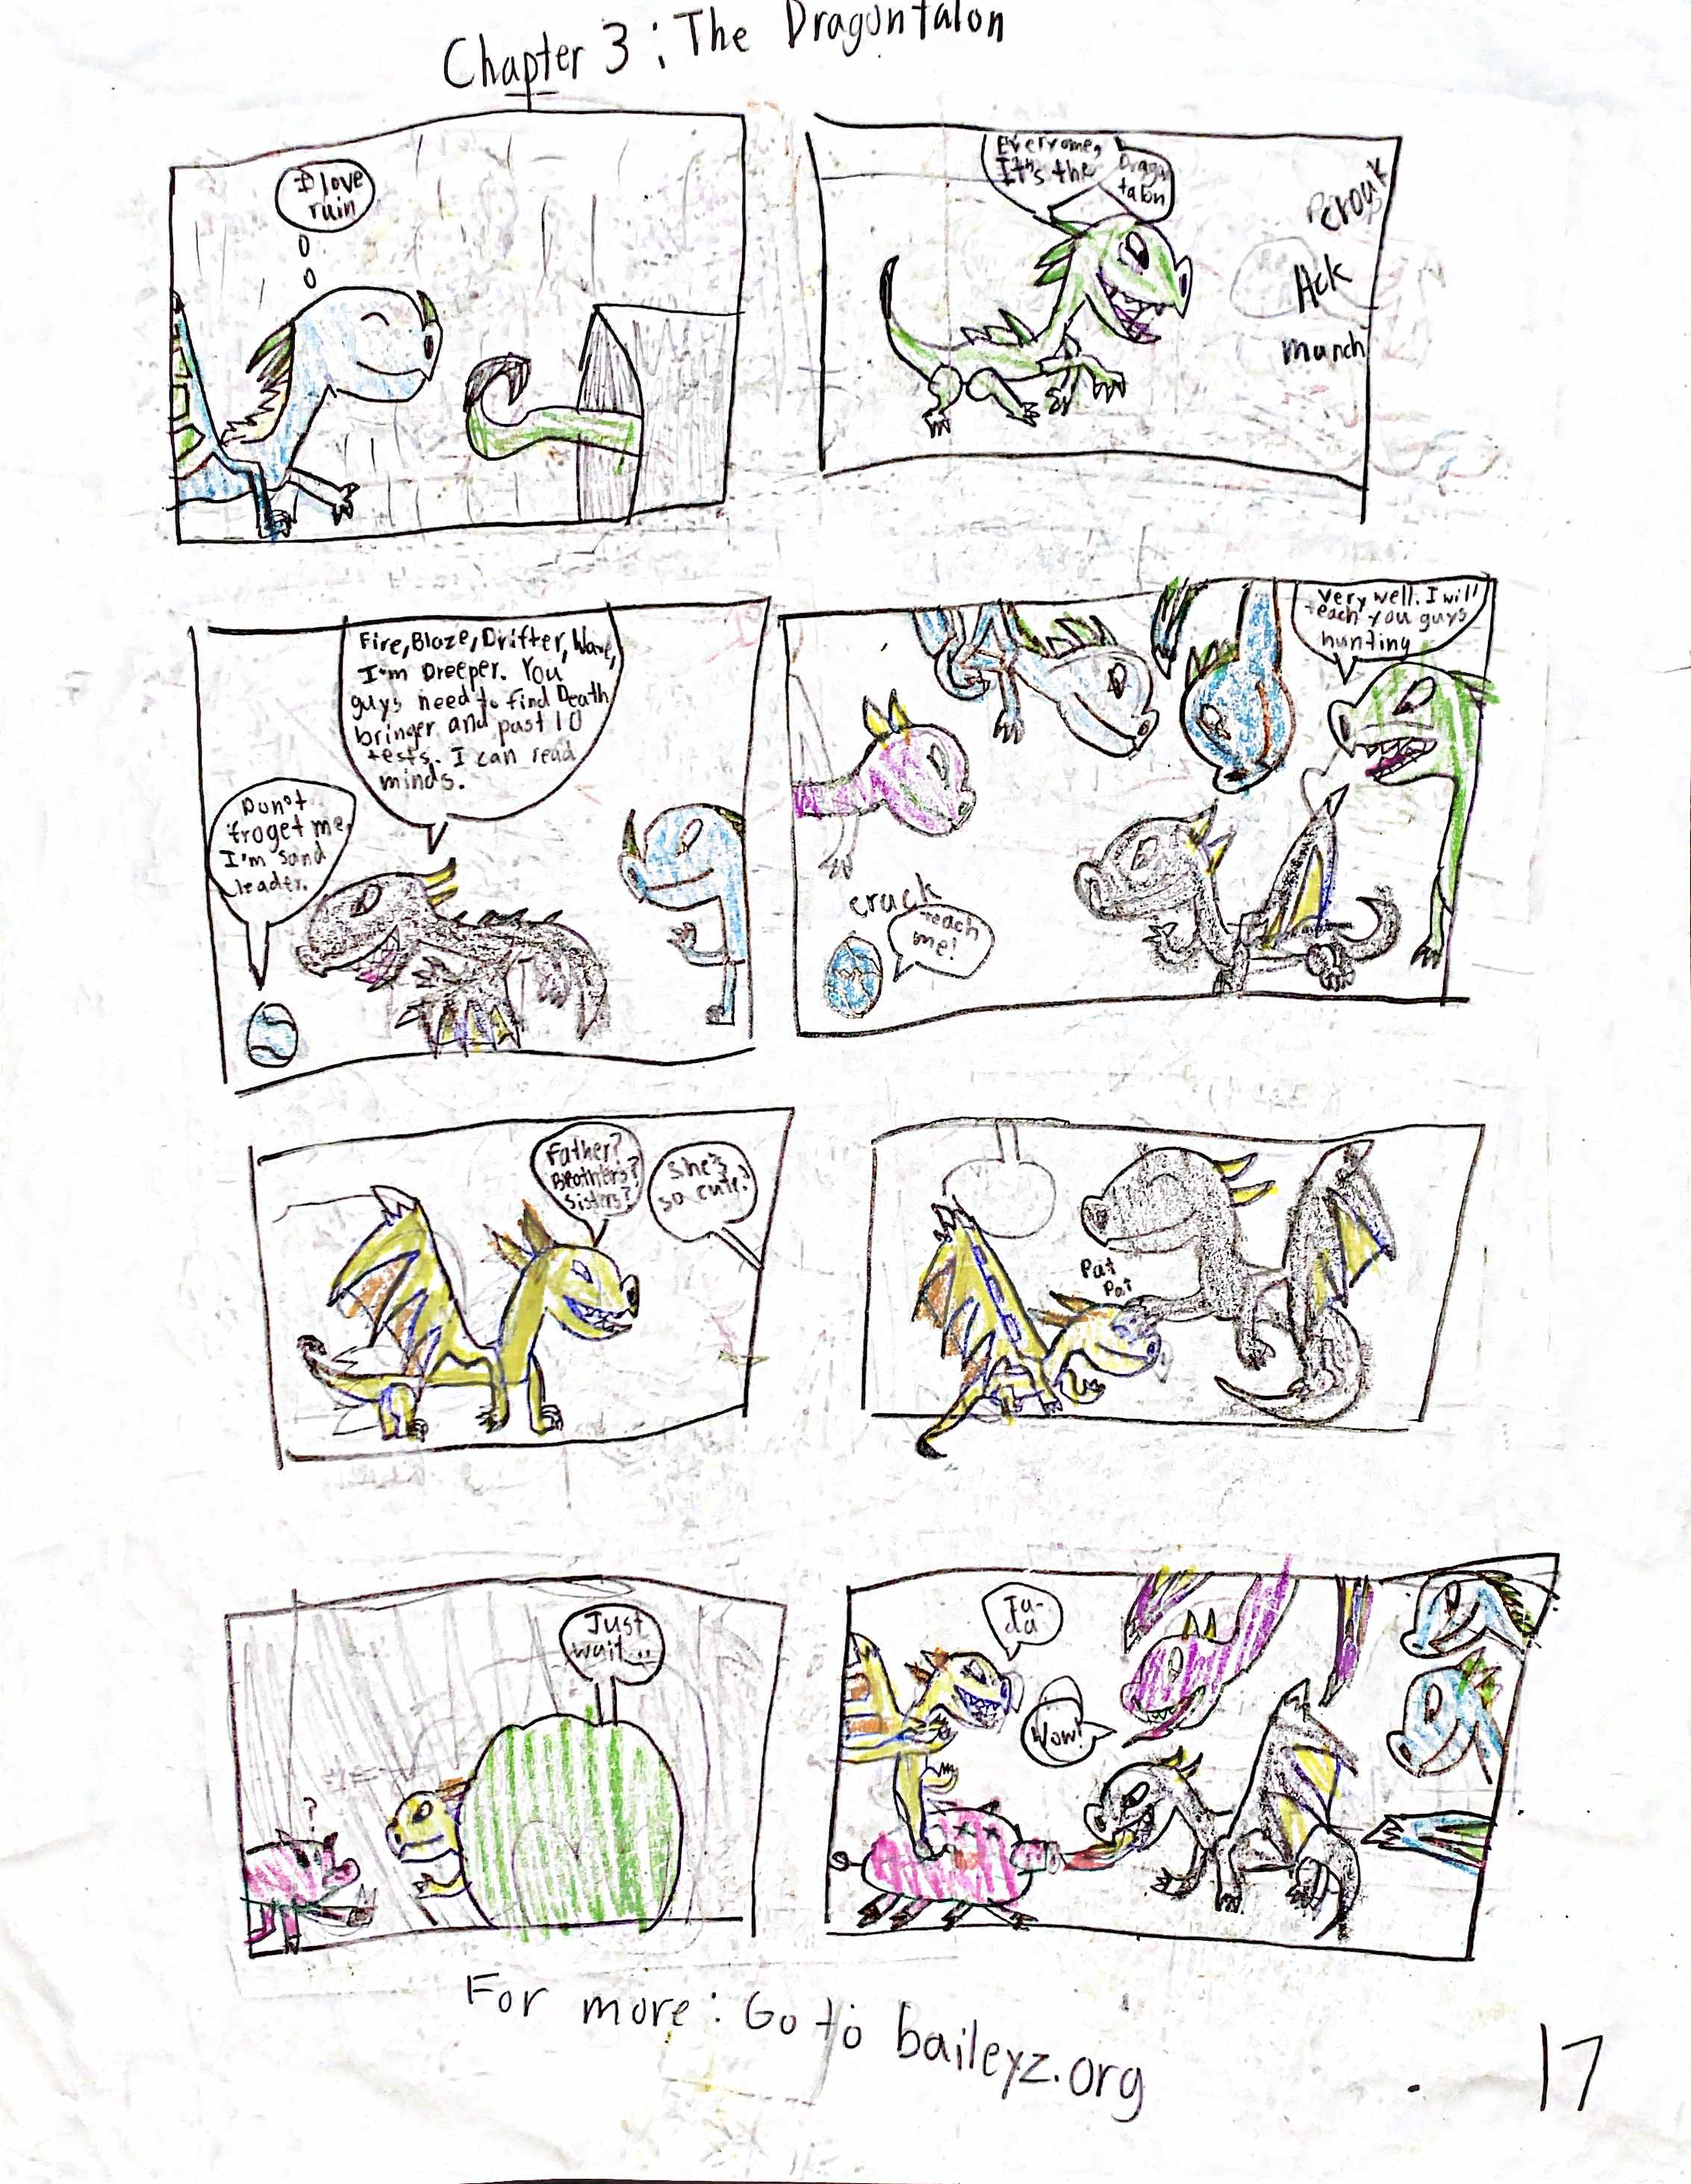 Chapter 3: The Dragontalon
I love
rain
Everyone,
It's the
Dragon
talon
croak
Ack
munch
Fire, Blaze, Drifter, Wave,
I'm Dreeper. You
guys need to find Death
bringer and past 10
tests. I can read
minds.
Don't
froget me,
I'm sand
leader.
Very well. I will
teach you guys
hunting
crack
teach
me!
Father?
Brothers?
Sisters?
She's
so cute!
Pat
Pat
Just
wait...
?
Ta-
da
Wow!
For more: Go to baileyz.org
17